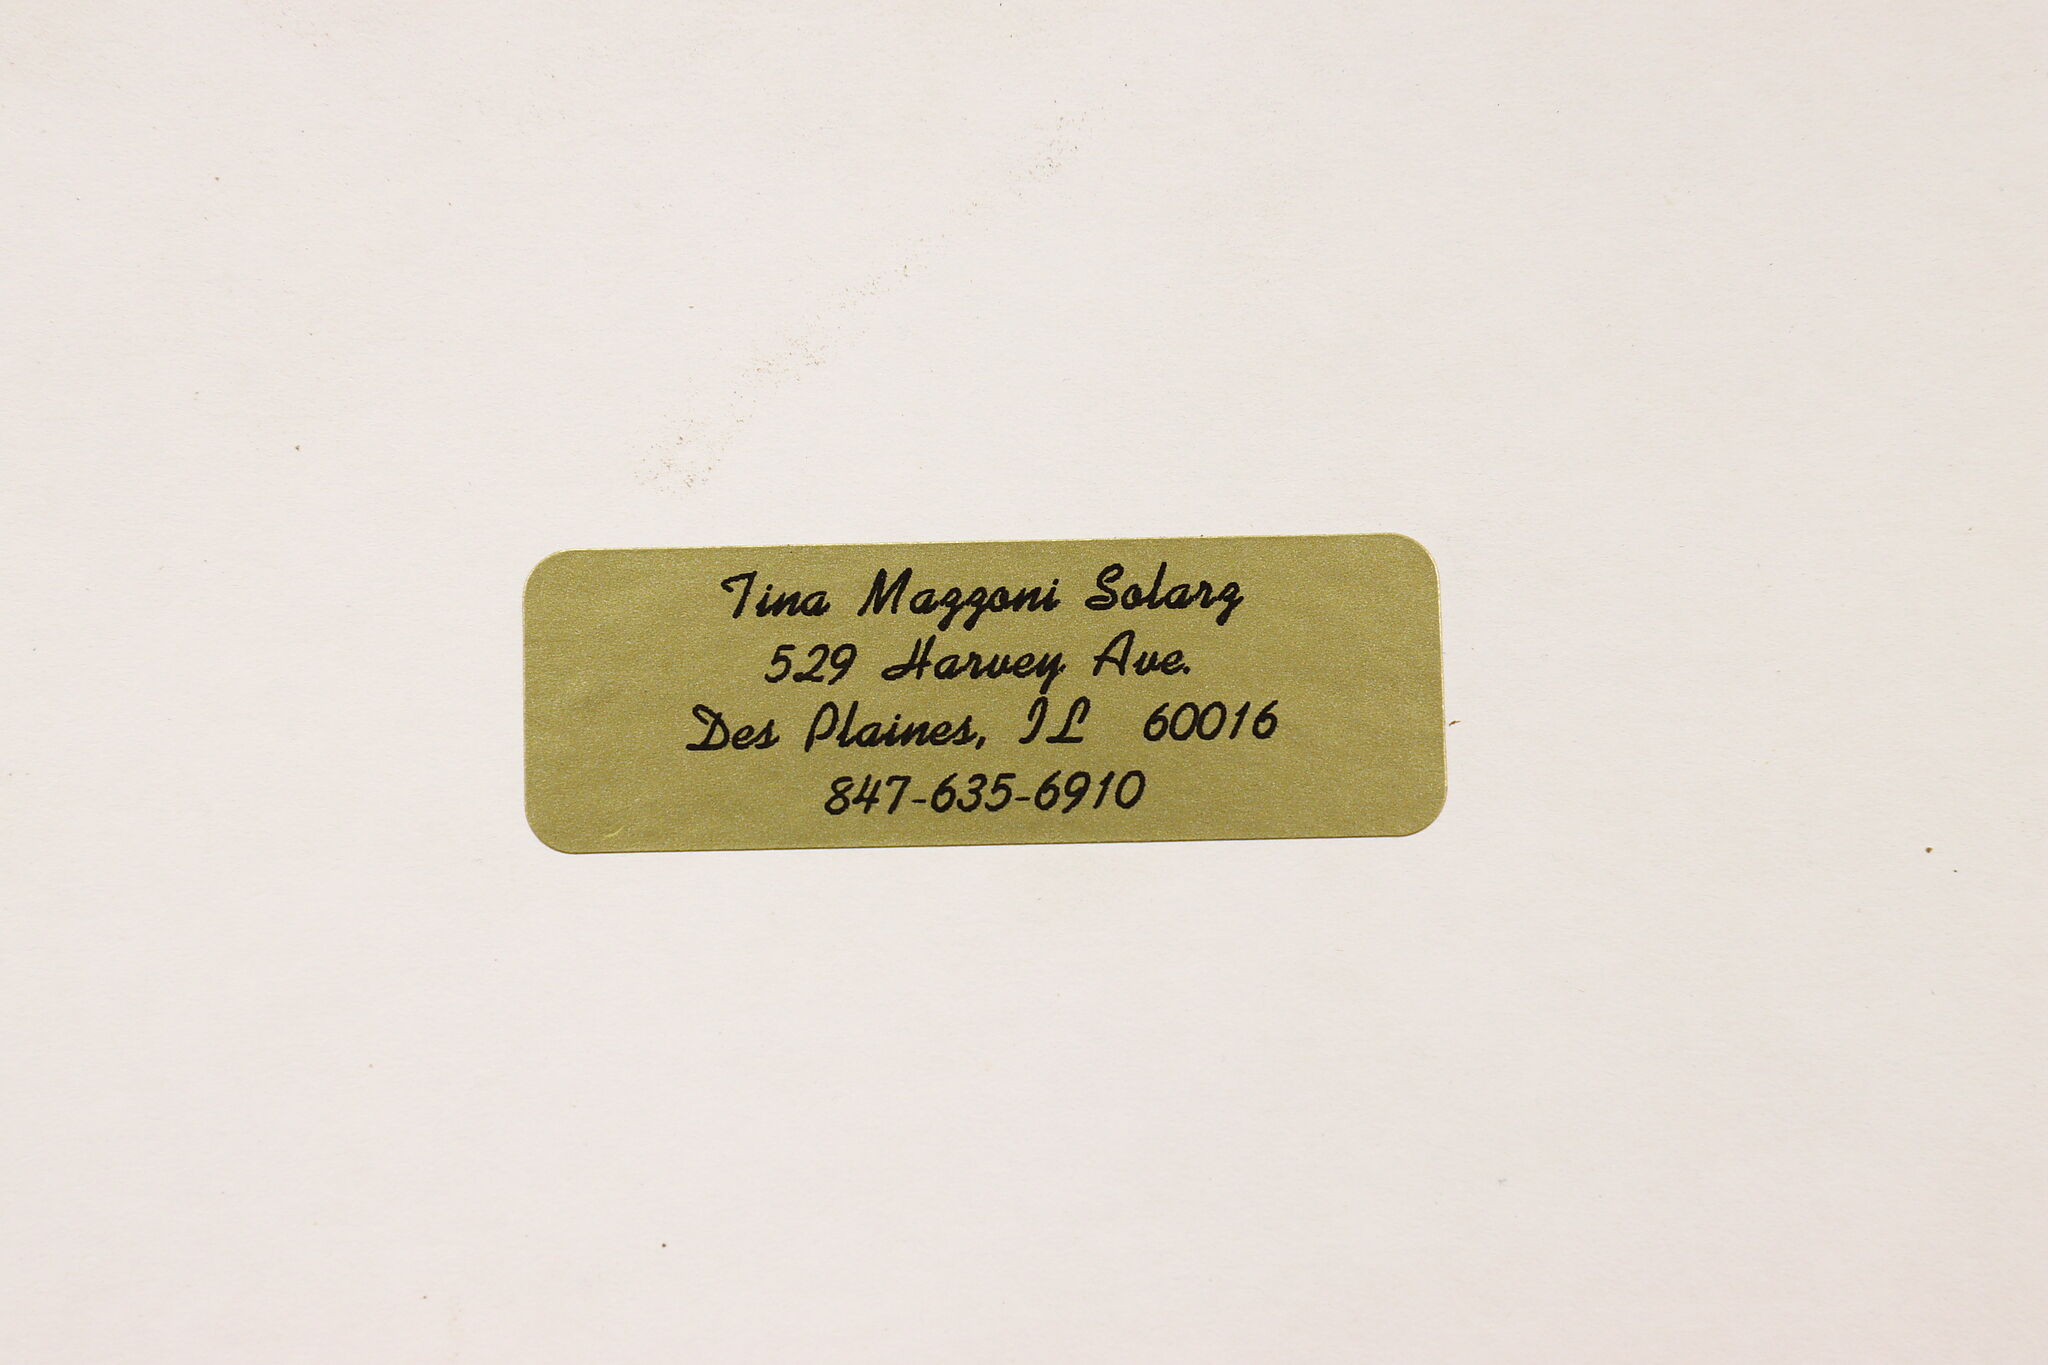 Tina Mazzoni Solarz
529 Harvey Ave.
Des Plaines, IL 60016
847-635-6910